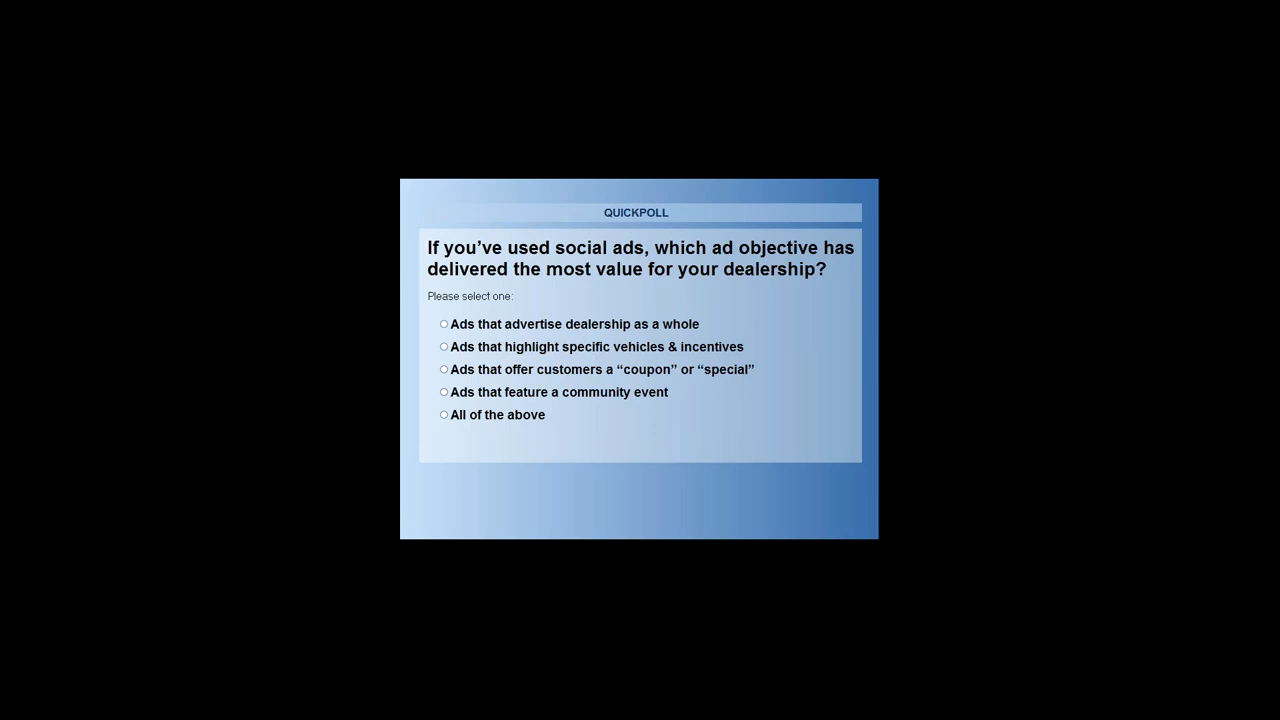 QUICKPOLL
If you’ve used social ads, which ad objective has
delivered the most value for your dealership?
Please select one:
Ads that advertise dealership as a whole
Ads that highlight specific vehicles & incentives
Ads that offer customers a “coupon” or “special”
Ads that feature a community event
All of the above